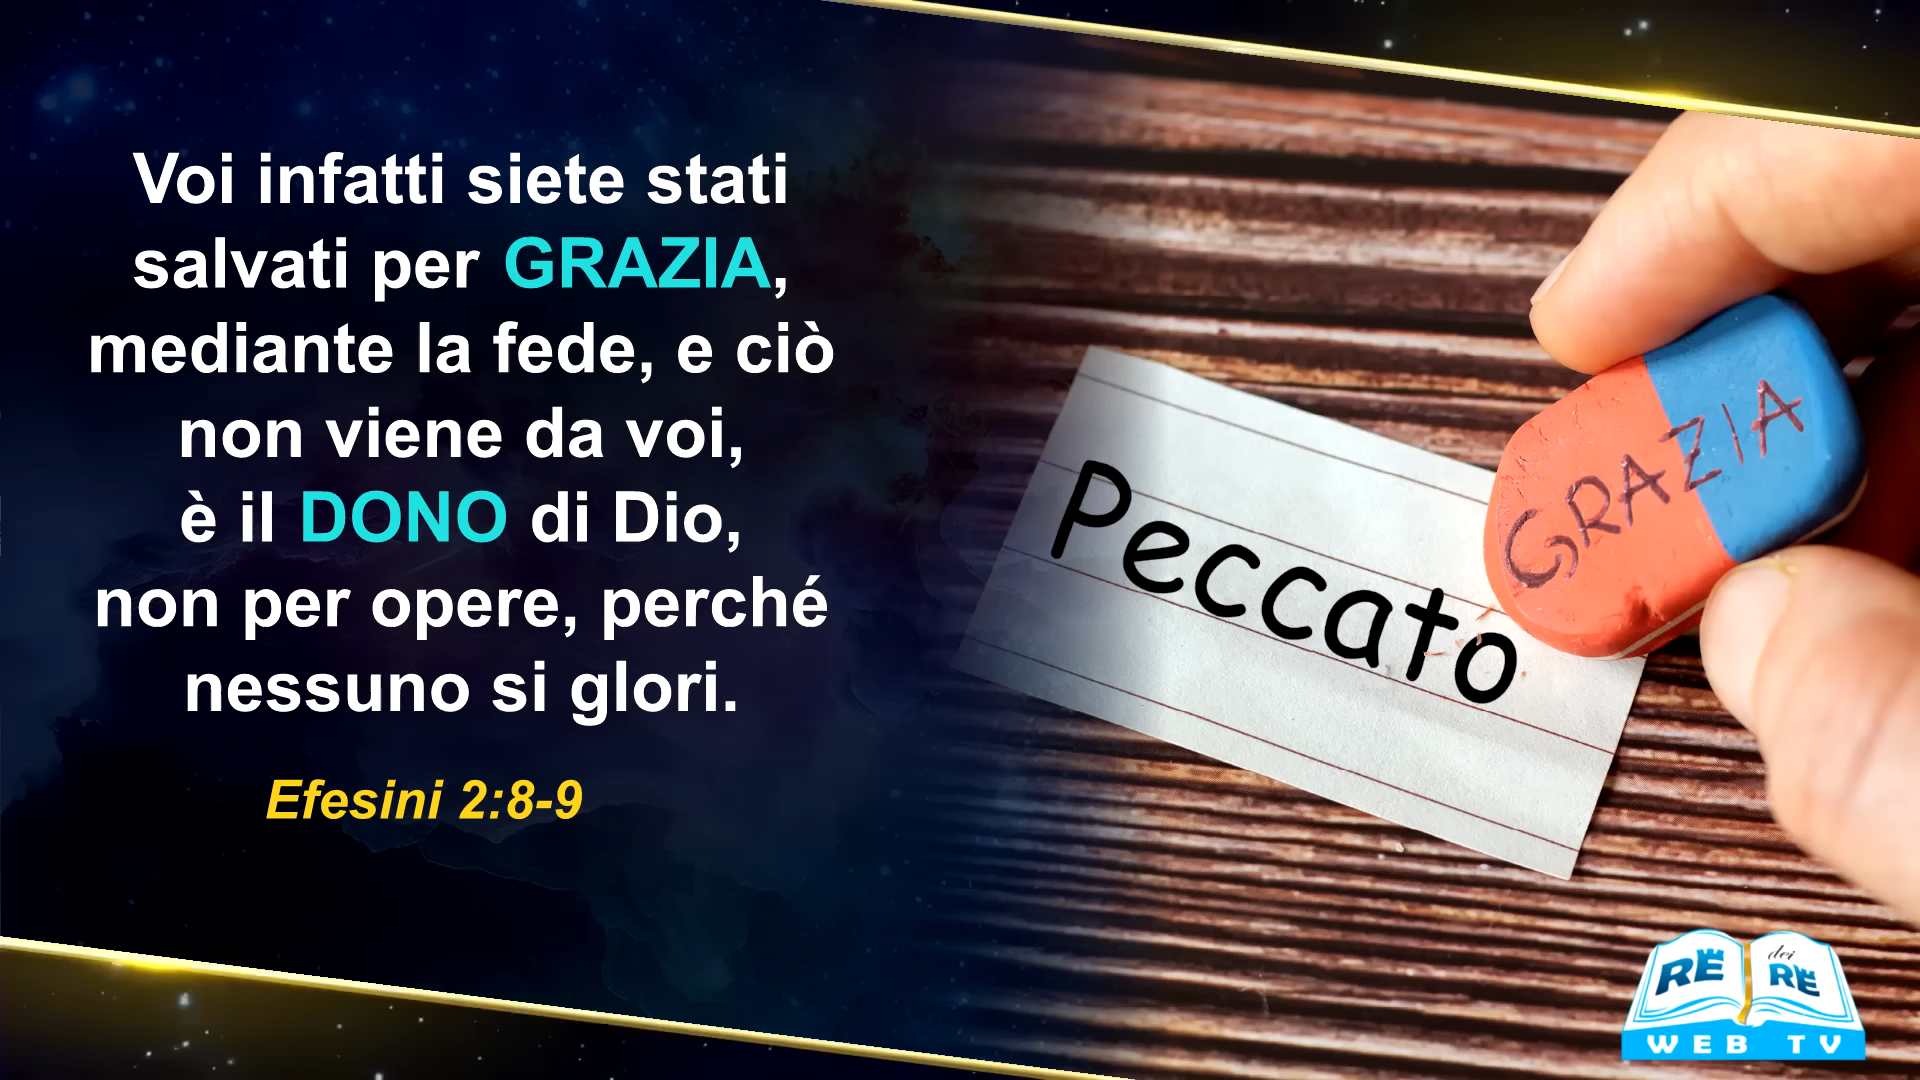 Voi infatti siete stati
salvati per GRAZIA,
mediante la fede, e ciò
non viene da voi,
è il DONO di Dio,
non per opere, perché
nessuno si glori.
Efesini 2:8-9
Peccato
GRAZIA
RE dei RE
WEB TV